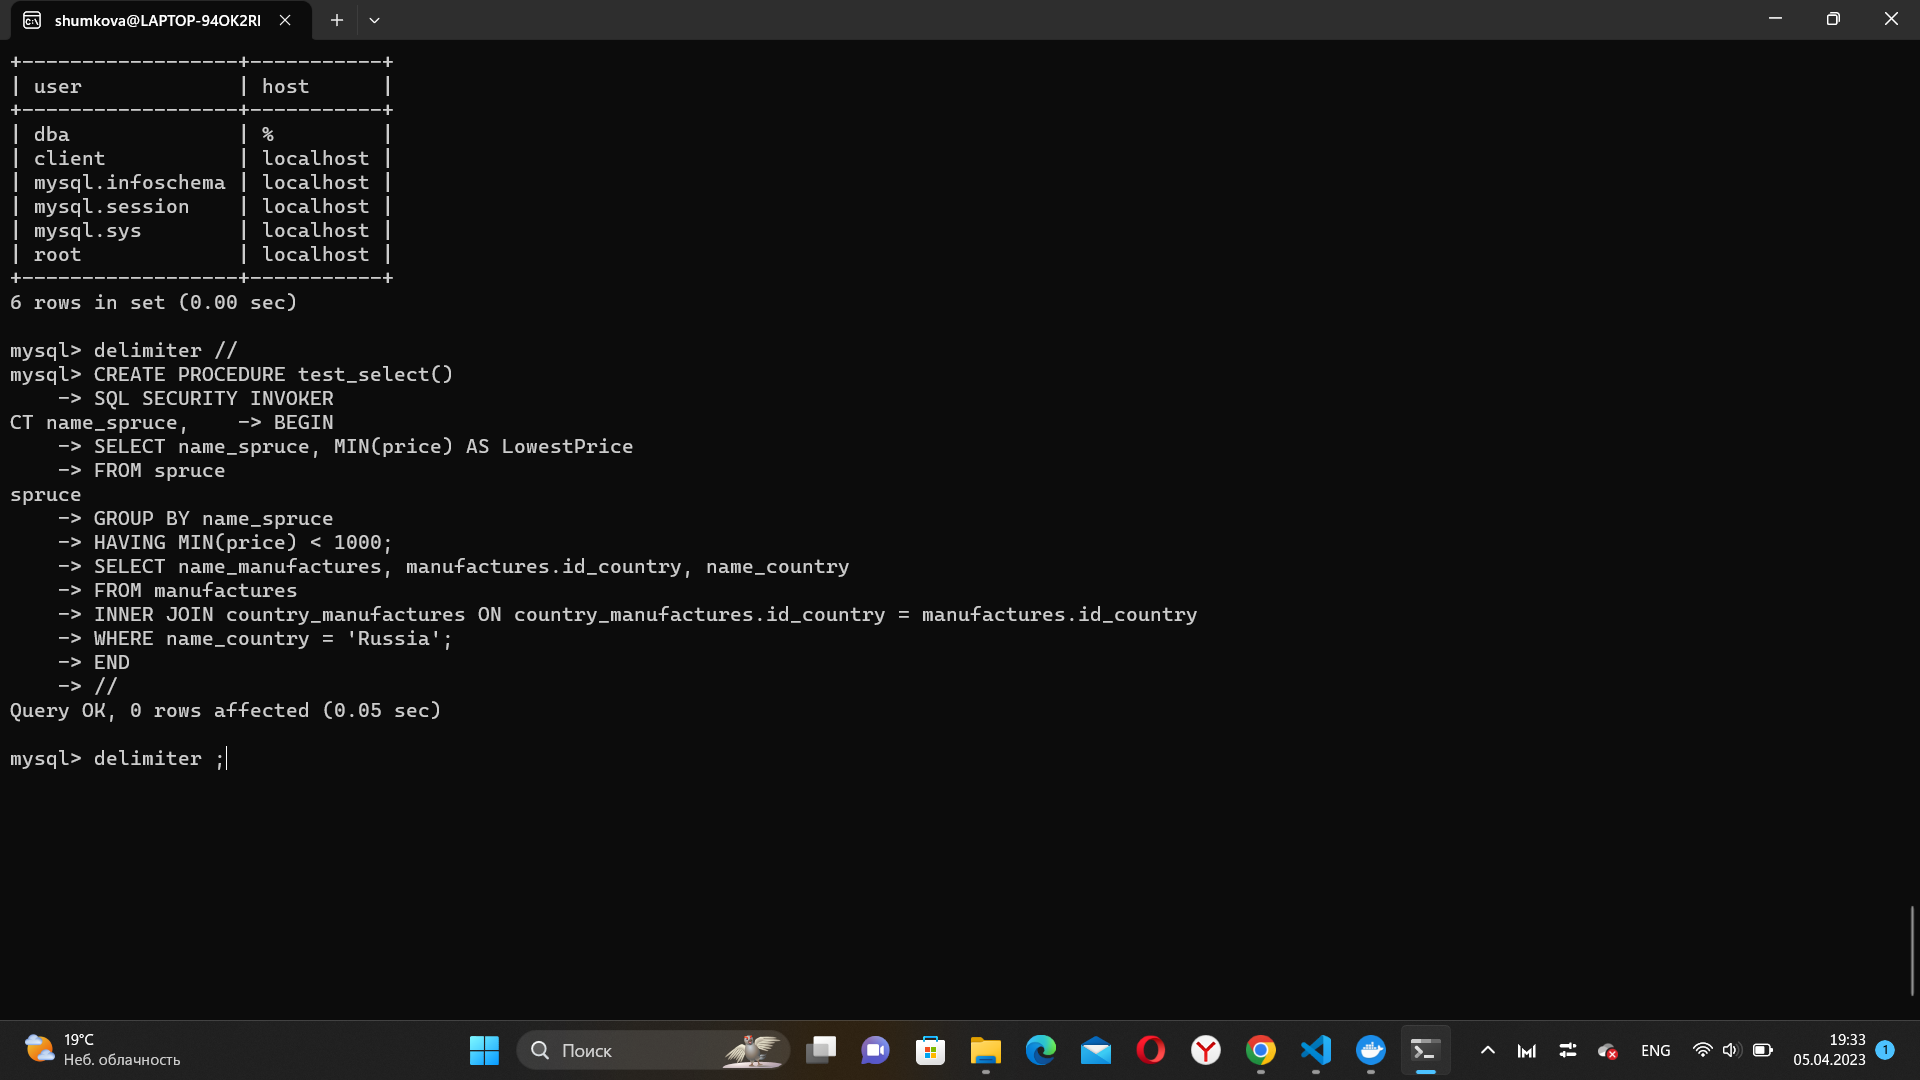 shumkova@LAPTOP-94OK2RI
+------------------+-----------+
| user             | host      |
+------------------+-----------+
| dba              | %         |
| client           | localhost |
| mysql.infoschema | localhost |
| mysql.session    | localhost |
| mysql.sys        | localhost |
| root             | localhost |
+------------------+-----------+
6 rows in set (0.00 sec)
mysql> delimiter //
mysql> CREATE PROCEDURE test_select()
    -> SQL SECURITY INVOKER
CT name_spruce,    -> BEGIN
    -> SELECT name_spruce, MIN(price) AS LowestPrice
    -> FROM spruce
spruce
    -> GROUP BY name_spruce
    -> HAVING MIN(price) < 1000;
    -> SELECT name_manufactures, manufactures.id_country, name_country
    -> FROM manufactures
    -> INNER JOIN country_manufactures ON country_manufactures.id_country = manufactures.id_country
    -> WHERE name_country = 'Russia';
    -> END
    -> //
Query OK, 0 rows affected (0.05 sec)
mysql> delimiter ;
19°C
Неб. облачность
Поиск
ENG
19:33
05.04.2023
1